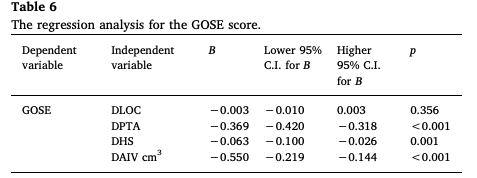 Table 6
The regression analysis for the GOSE score.
Dependent variable Independent variable B Lower 95% C.I. for B Higher 95% C.I. for B p
GOSE DLOC −0.003 −0.010 0.003 0.356
DPTA −0.369 −0.420 −0.318 <0.001
DHS −0.063 −0.100 −0.026 0.001
DAIV cm³ −0.550 −0.219 −0.144 <0.001